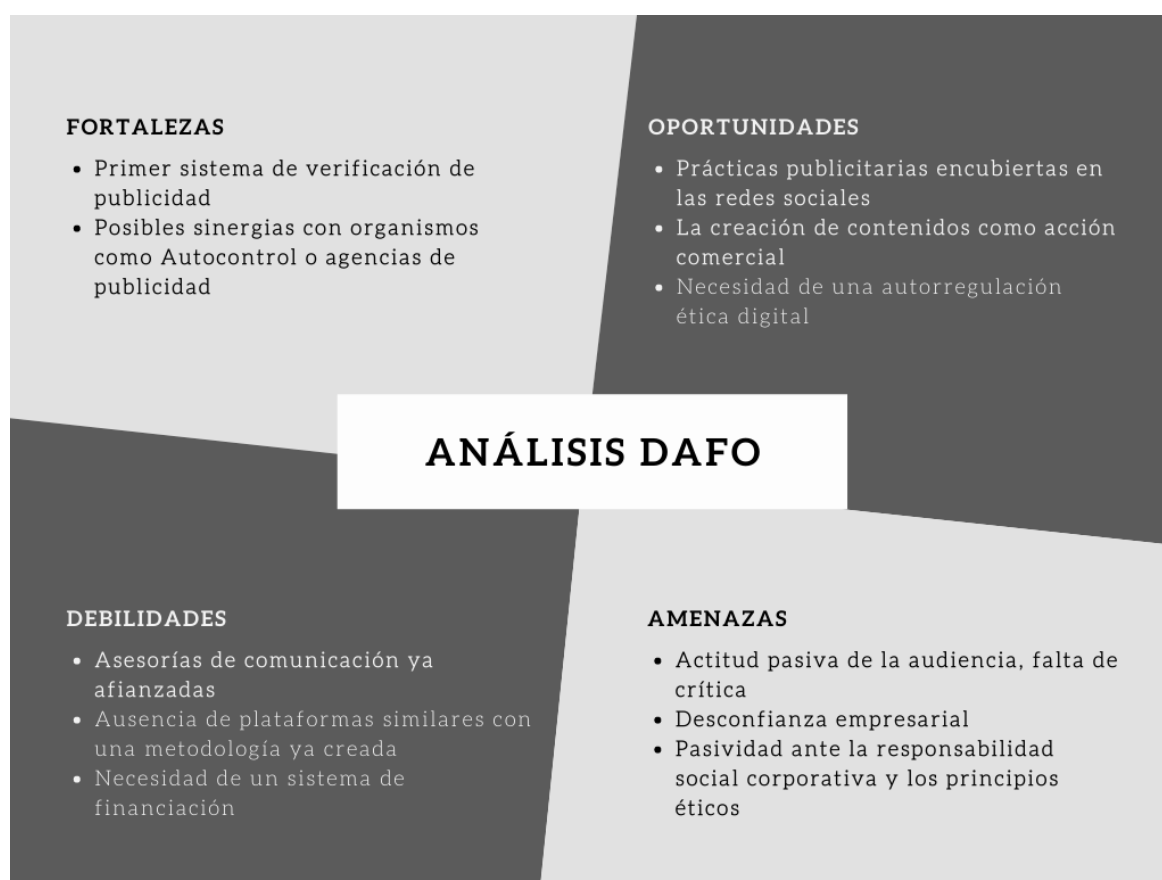 FORTALEZAS
• Primer sistema de verificación de
publicidad
• Posibles sinergias con organismos
como Autocontrol o agencias de
publicidad
OPORTUNIDADES
• Prácticas publicitarias encubiertas en
las redes sociales
• La creación de contenidos como acción
comercial
• Necesidad de una autorregulación
ética digital
ANÁLISIS DAFO
DEBILIDADES
• Asesorías de comunicación ya
afianzadas
• Ausencia de plataformas similares con
una metodología ya creada
• Necesidad de un sistema de
financiación
AMENAZAS
• Actitud pasiva de la audiencia, falta de
crítica
• Desconfianza empresarial
• Pasividad ante la responsabilidad
social corporativa y los principios
éticos